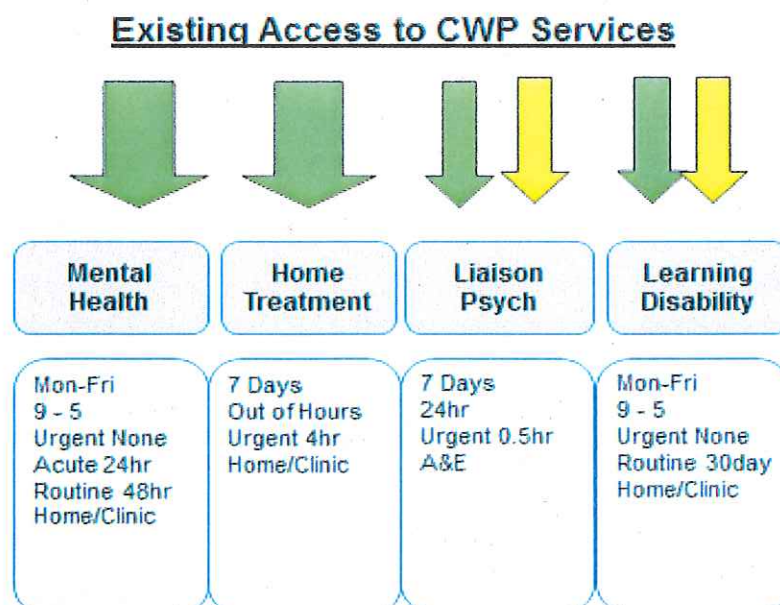 Existing Access to CWP Services
Mental
Health
Home
Treatment
Liaison
Psych
Learning
Disability
Mon-Fri
9 - 5
Urgent None
Acute 24hr
Routine 48hr
Home/Clinic
7 Days
Out of Hours
Urgent 4hr
Home/Clinic
7 Days
24hr
Urgent 0.5hr
A&E
Mon-Fri
9 - 5
Urgent None
Routine 30day
Home/Clinic